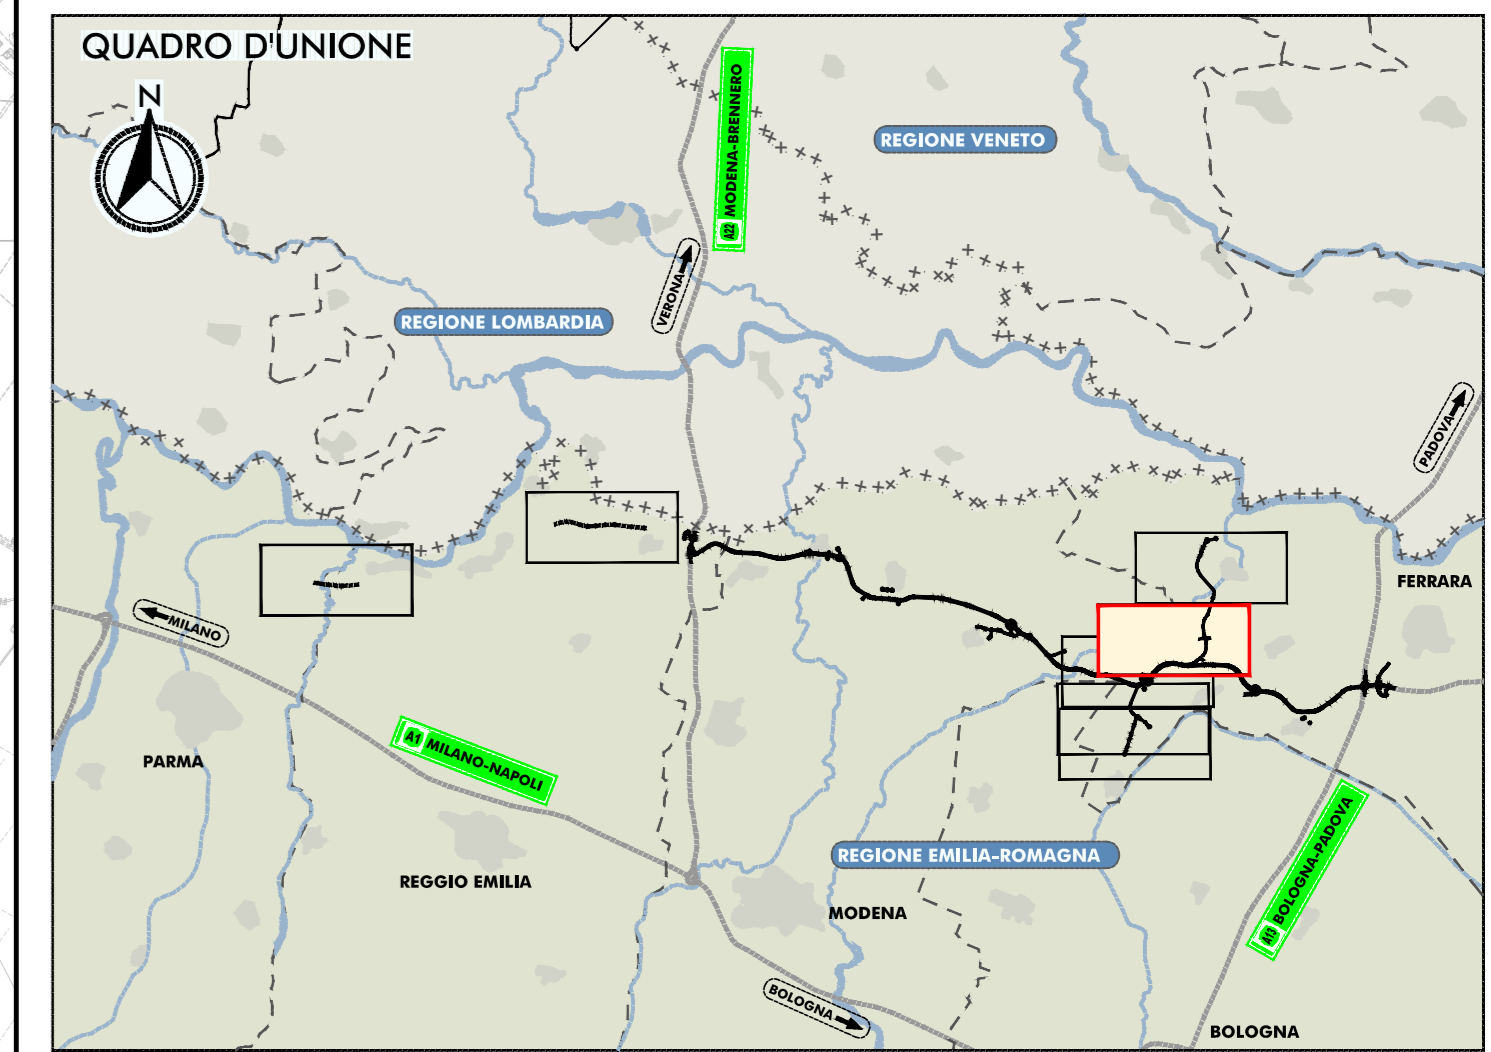 QUADRO D'UNIONE
N
A22 MODENA-BRENNERO
REGIONE VENETO
VERONA
REGIONE LOMBARDIA
PADOVA
FERRARA
MILANO
PARMA
A1 MILANO-NAPOLI
REGGIO EMILIA
REGIONE EMILIA-ROMAGNA
A13 BOLOGNA-PADOVA
MODENA
BOLOGNA
BOLOGNA